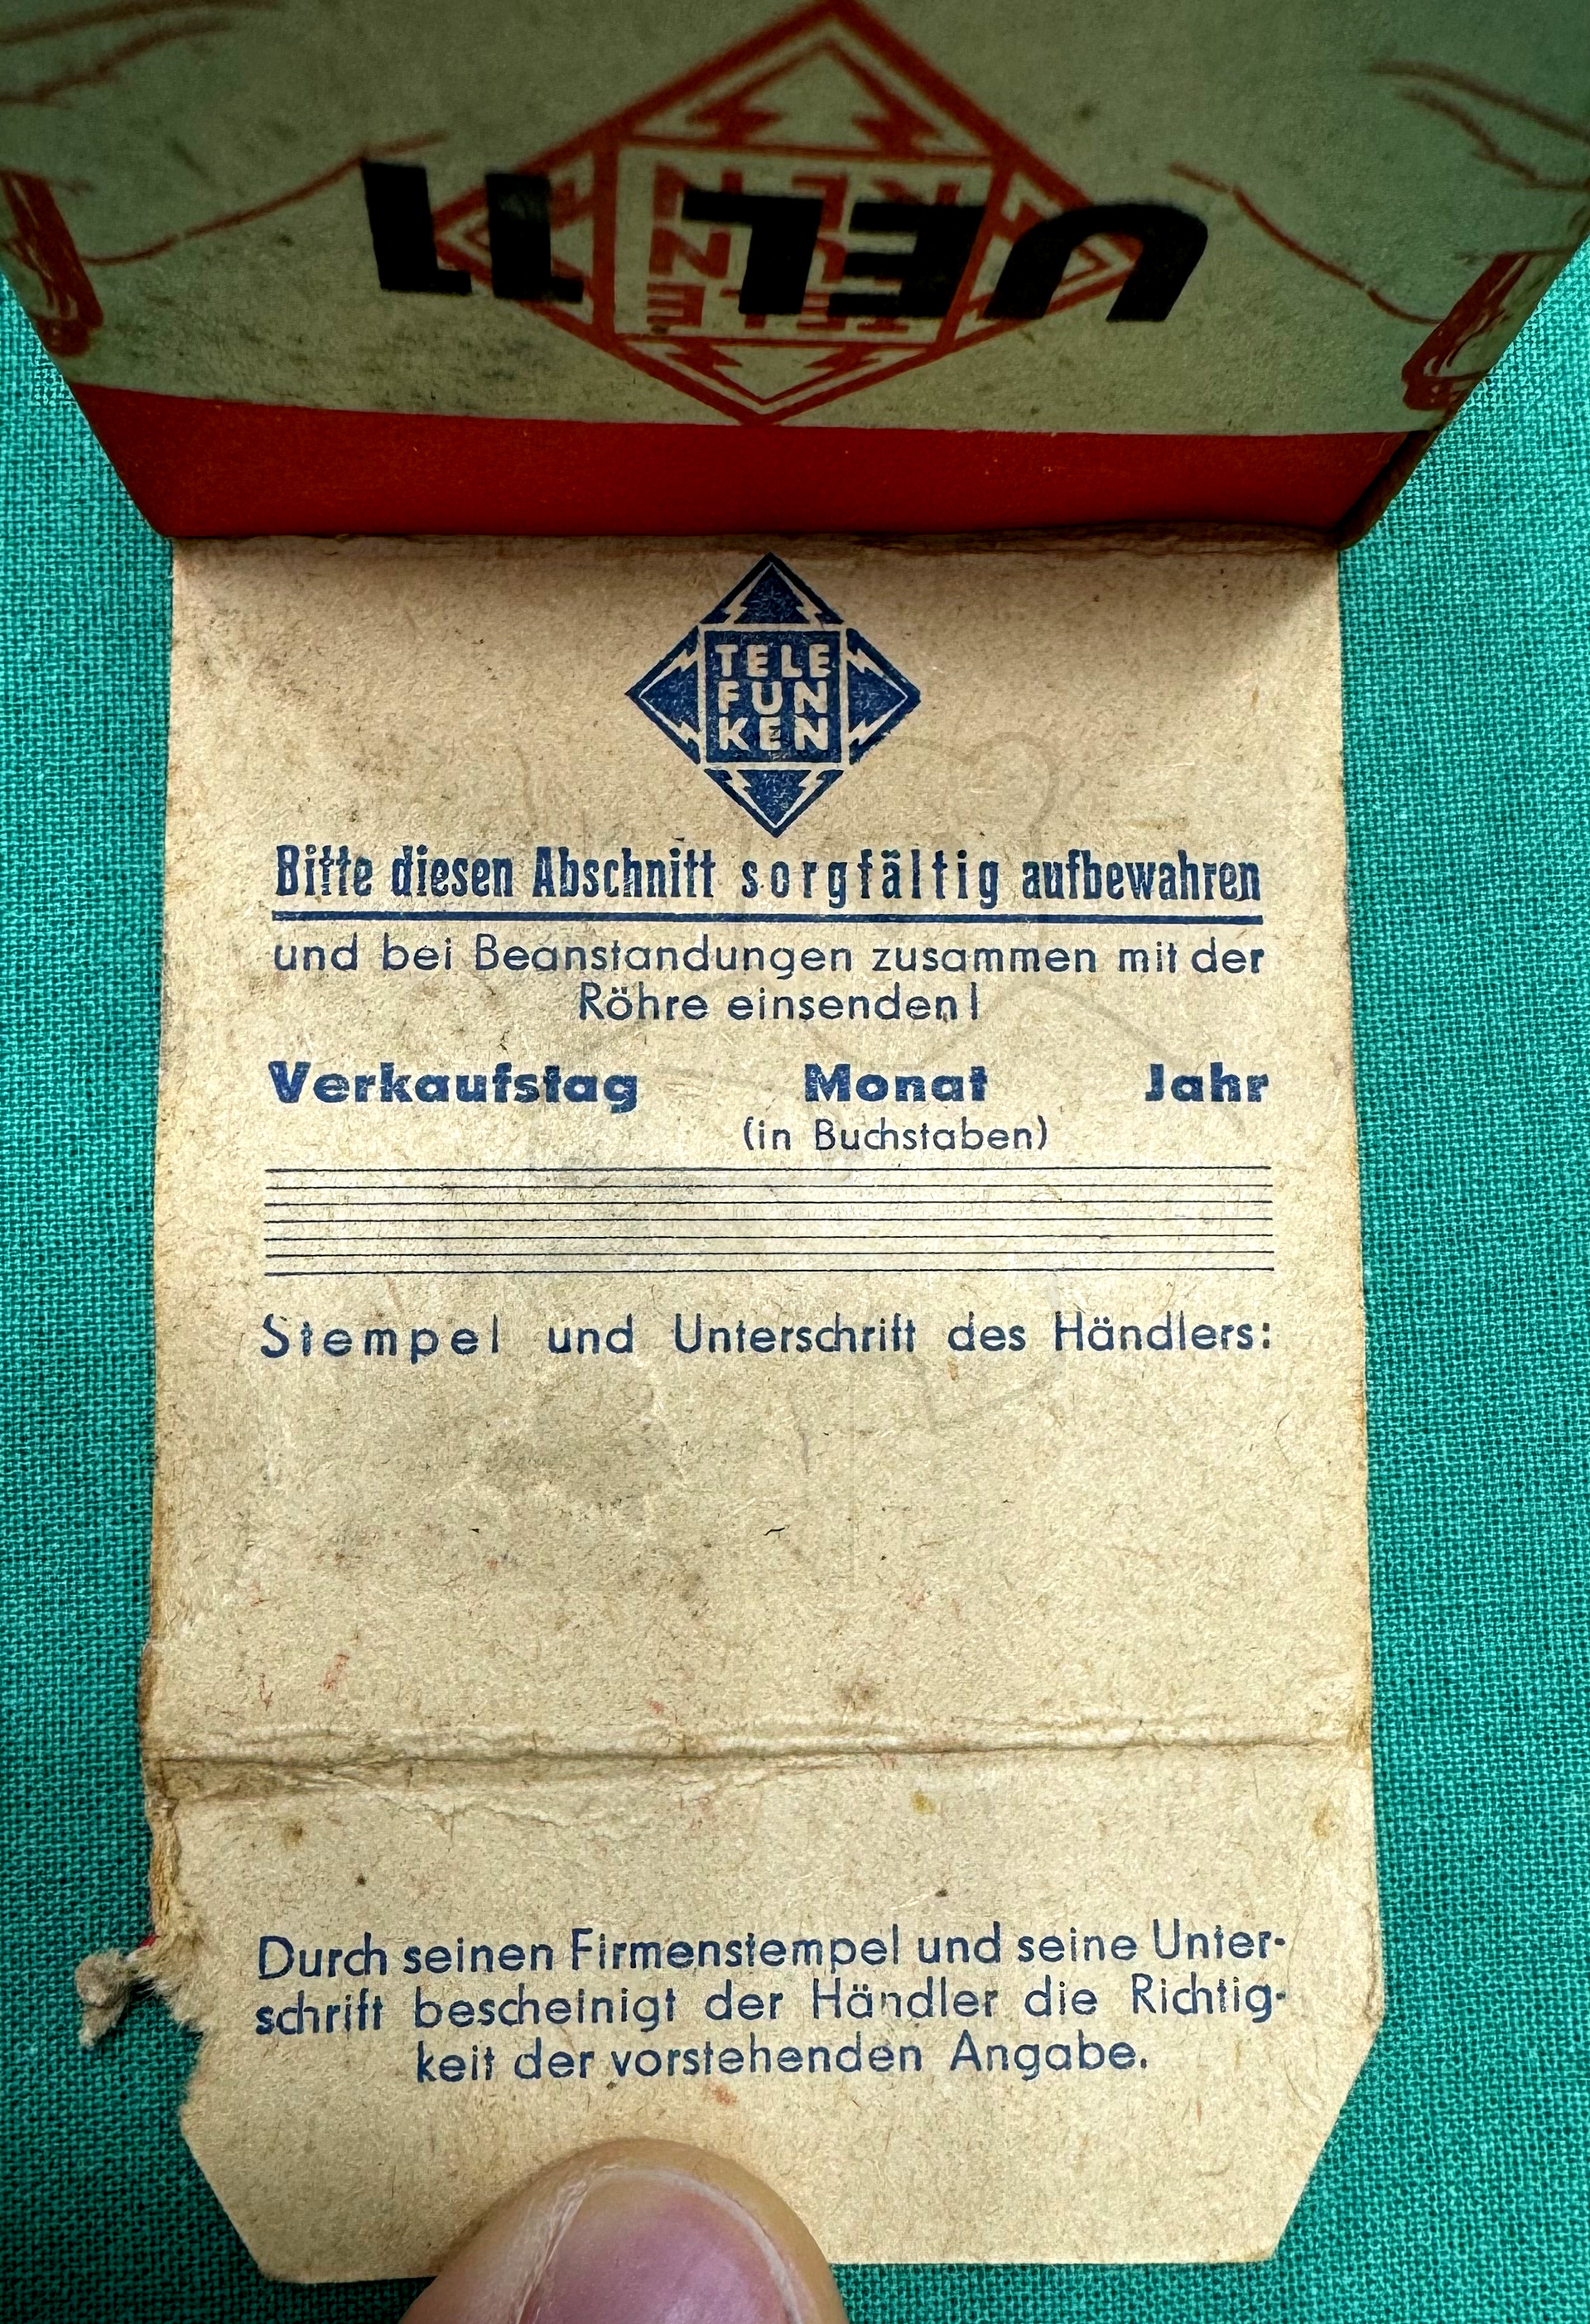 UEL 11
TELE
FUN
KEN
TELE
FUN
KEN
Bitte diesen Abschnitt sorgfältig aufbewahren
und bei Beanstandungen zusammen mit der
Röhre einsenden!
Verkaufstag Monat Jahr
(in Buchstaben)
Stempel und Unterschrift des Händlers:
Durch seinen Firmenstempel und seine Unter-
schrift bescheinigt der Händler die Richtig-
keit der vorstehenden Angabe.